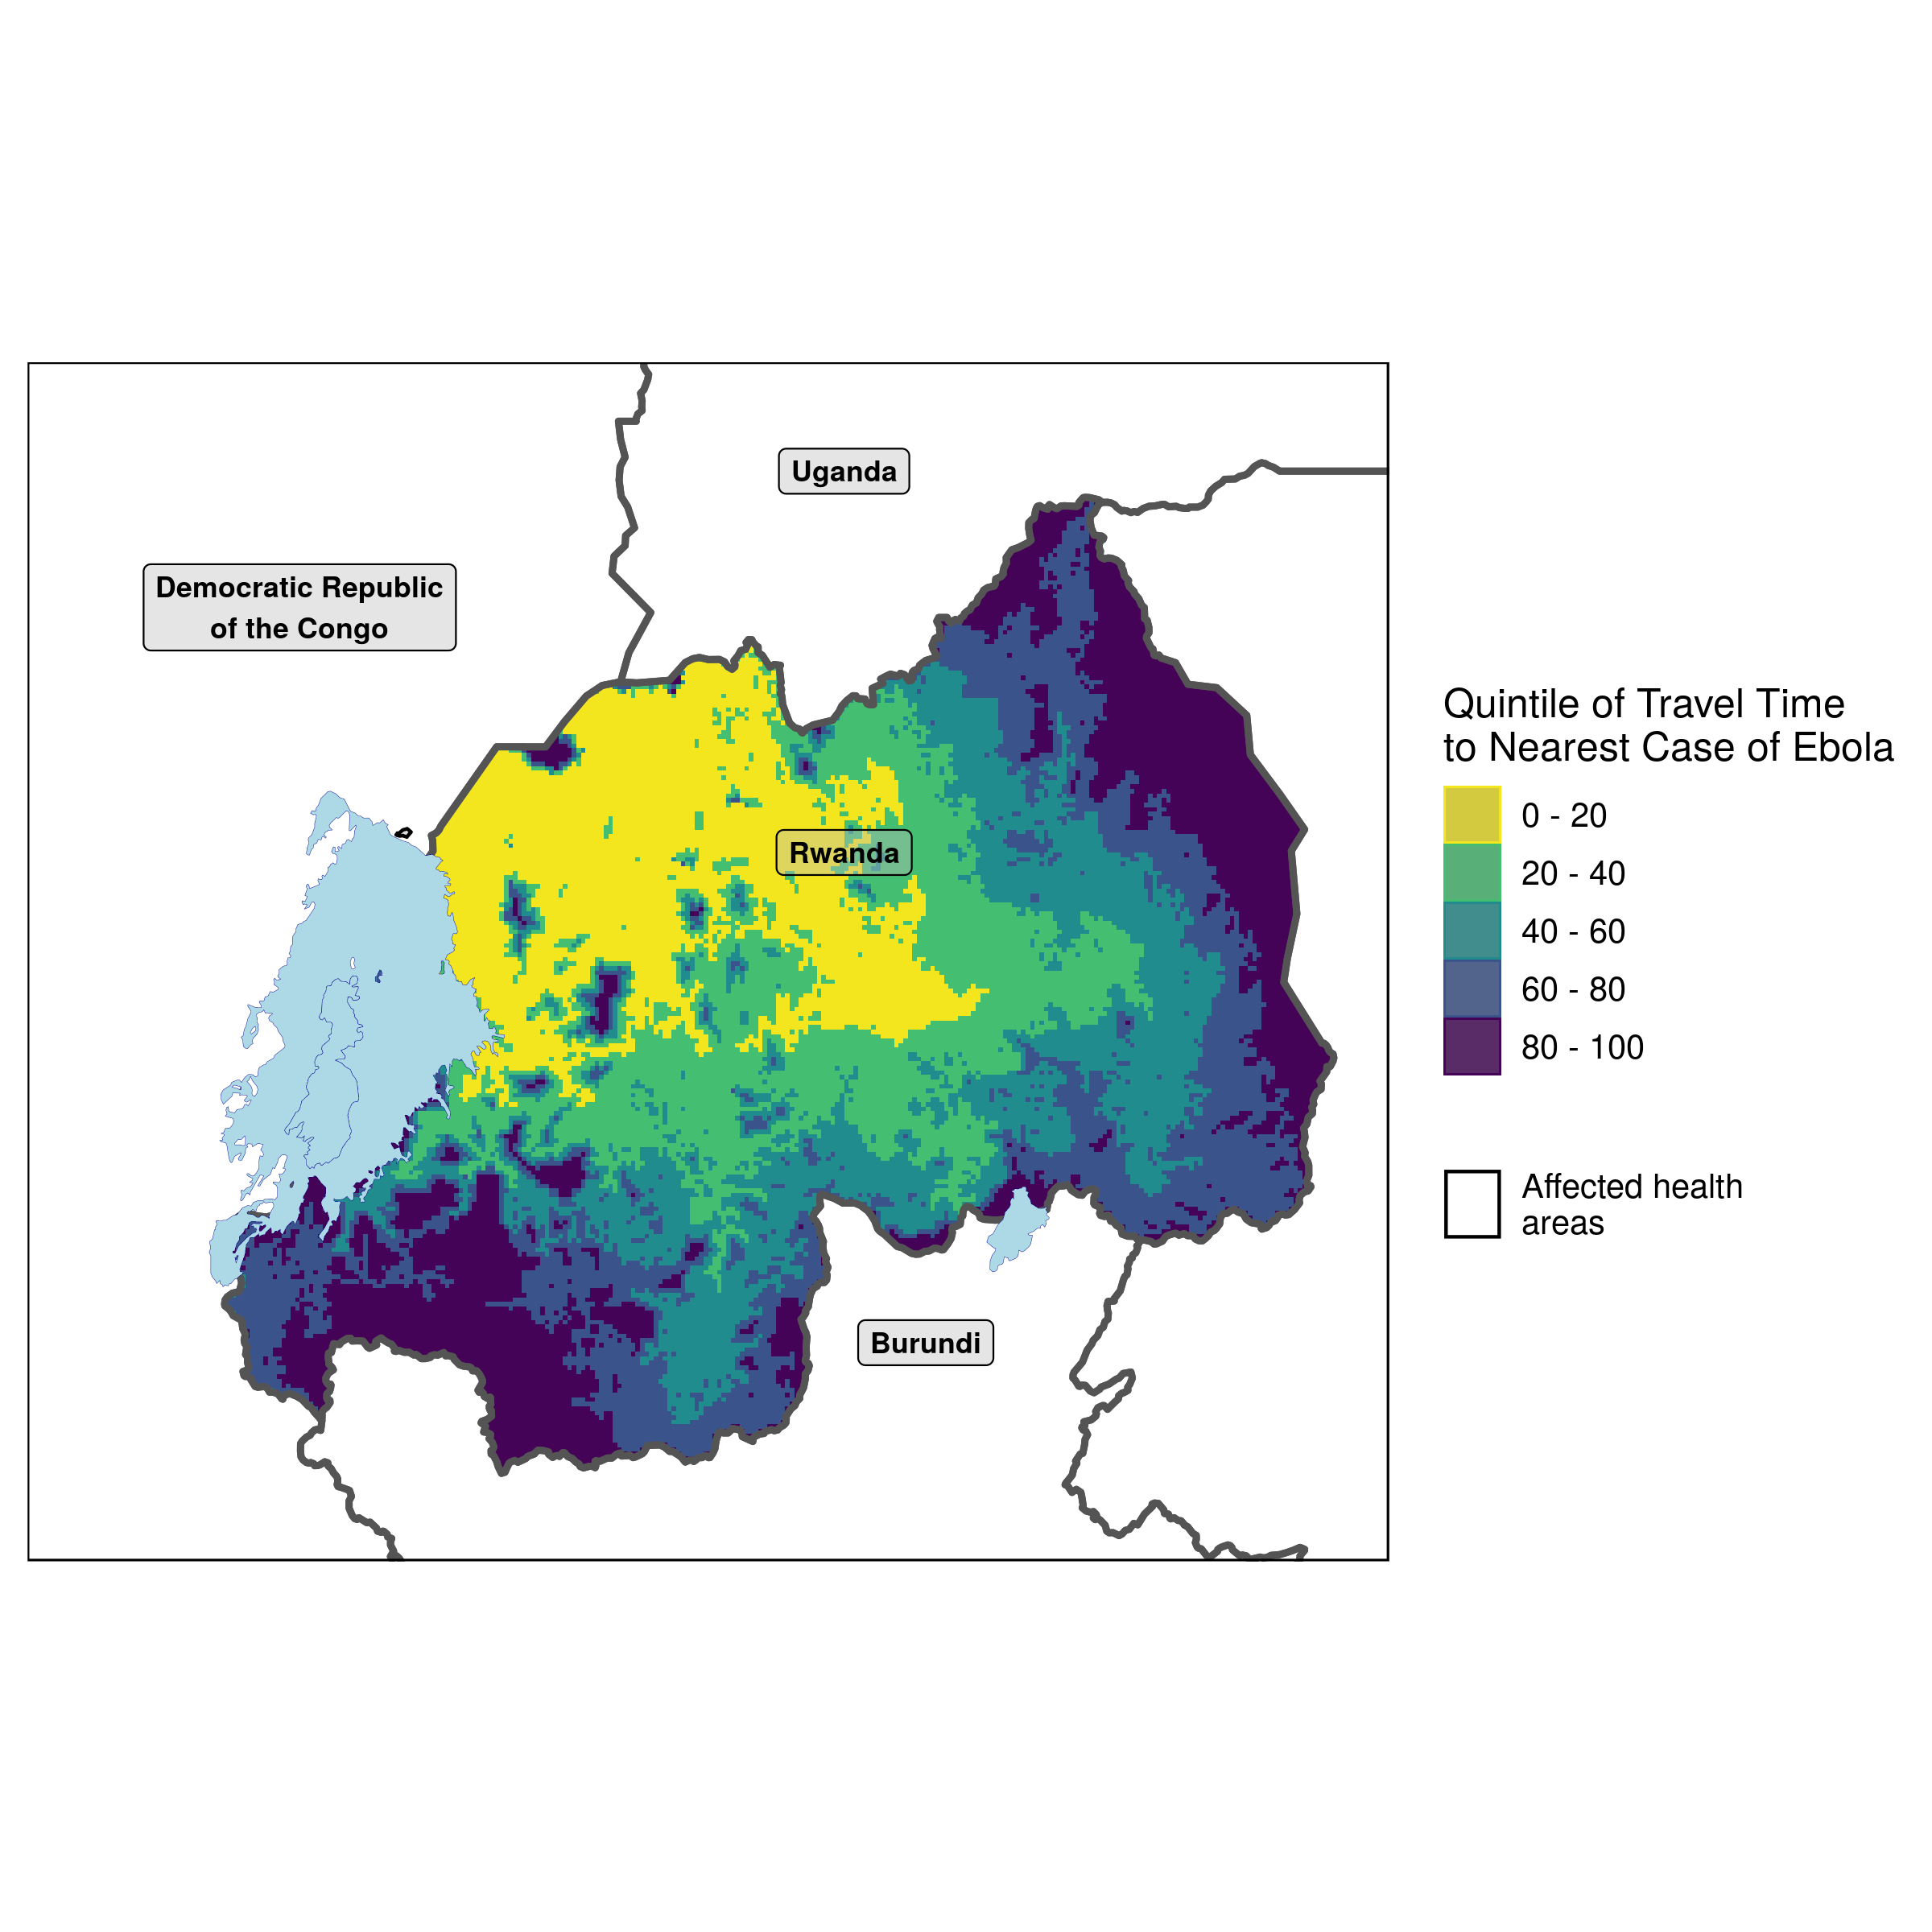 Uganda
Democratic Republic
of the Congo
Rwanda
Burundi
Quintile of Travel Time
to Nearest Case of Ebola
0 - 20
20 - 40
40 - 60
60 - 80
80 - 100
Affected health
areas